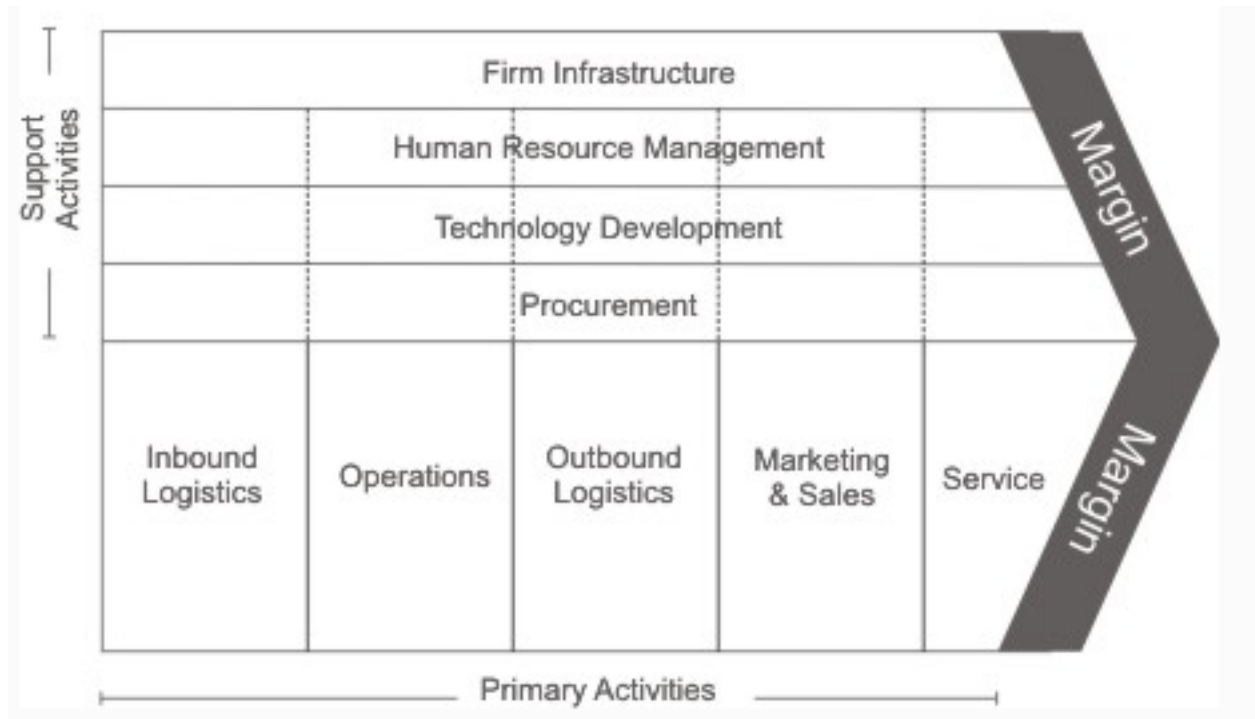 Support
Activities
Firm Infrastructure
Human Resource Management
Technology Development
Procurement
Inbound
Logistics
Operations
Outbound
Logistics
Marketing
& Sales
Service
Margin
Margin
Primary Activities